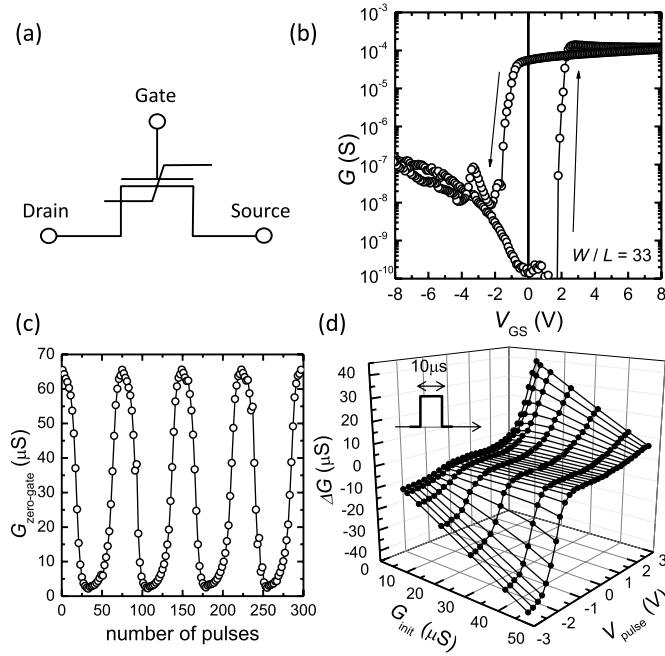 (a)
Gate
Drain
Source
(b)
G (S)
10⁻³
10⁻⁴
10⁻⁵
10⁻⁶
10⁻⁷
10⁻⁸
10⁻⁹
10⁻¹⁰
W / L = 33
-8 -6 -4 -2 0 2 4 6 8
V_GS (V)
(c)
G_zero-gate (μS)
70
60
50
40
30
20
10
0
0 50 100 150 200 250 300
number of pulses
(d)
10μs
ΔG (μS)
40
30
20
10
0
-10
-20
-30
-40
0 10 20 30 40 50
G_init (μS)
-3 -2 -1 0 1 2 3
V_pulse (V)